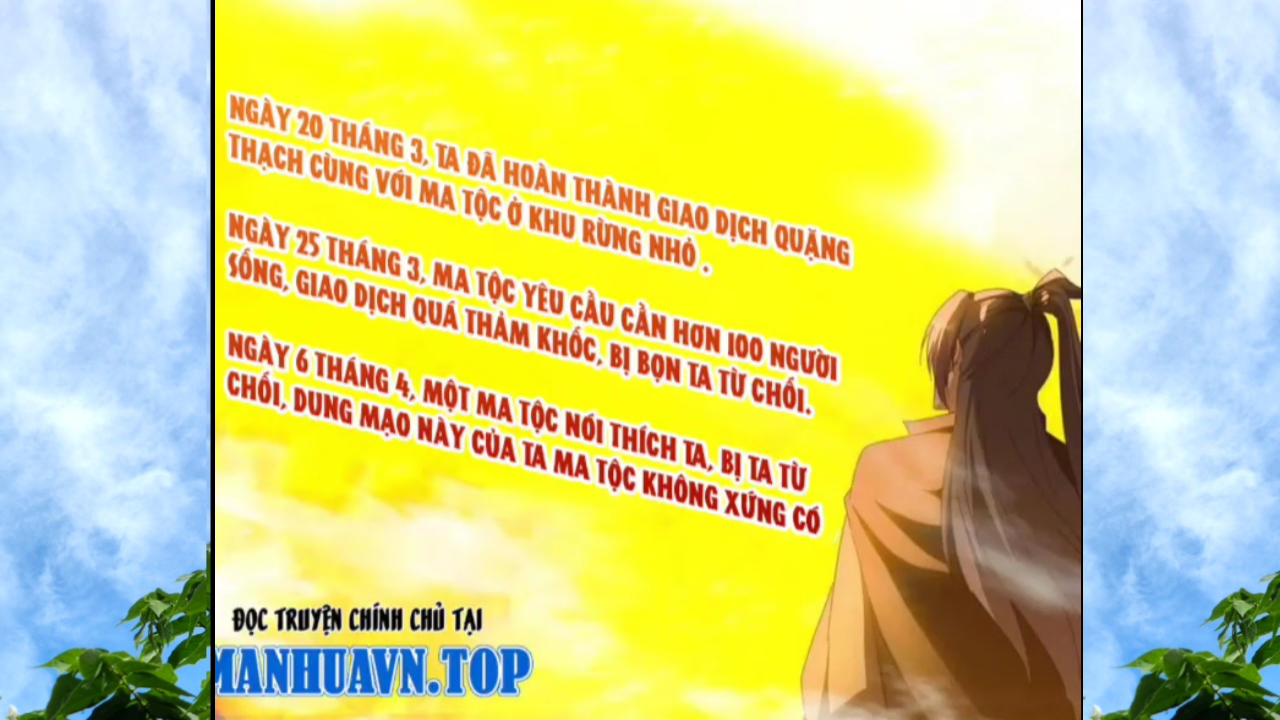 NGÀY 20 THÁNG 3, TA ĐÃ HOÀN THÀNH GIAO DỊCH QUẶNG
THẠCH CÙNG VỚI MA TỘC Ở KHU RỪNG NHỎ .
NGÀY 25 THÁNG 3, MA TỘC YÊU CẦU CẦN HƠN 100 NGƯỜI
SỐNG, GIAO DỊCH QUÁ THẢM KHỐC, BỊ BỌN TA TỪ CHỐI.
NGÀY 6 THÁNG 4, MỘT MA TỘC NÓI THÍCH TA, BỊ TA TỪ
CHỐI, DUNG MẠO NÀY CỦA TA MA TỘC KHÔNG XỨNG CÓ
ĐỌC TRUYỆN CHÍNH CHỦ TẠI
MANHUAVN.TOP